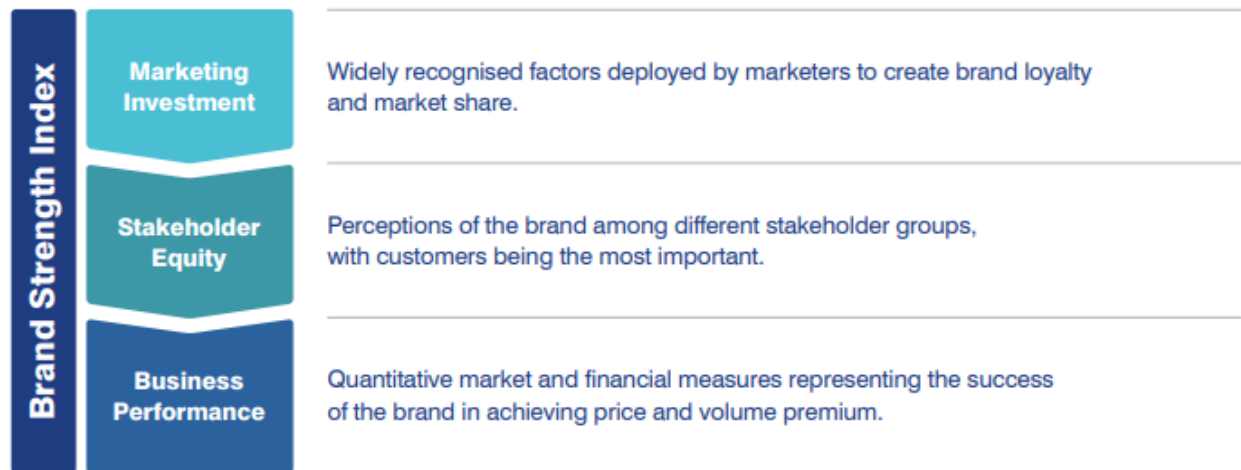 Brand Strength Index
Marketing
Investment
Widely recognised factors deployed by marketers to create brand loyalty
and market share.
Stakeholder
Equity
Perceptions of the brand among different stakeholder groups,
with customers being the most important.
Business
Performance
Quantitative market and financial measures representing the success
of the brand in achieving price and volume premium.